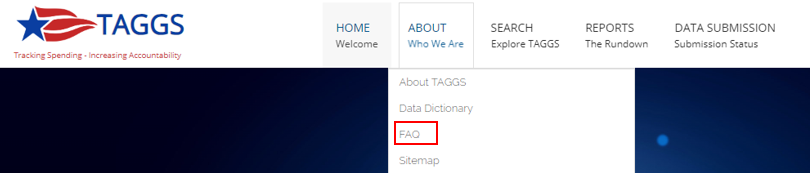 TAGGS
Tracking Spending - Increasing Accountability
HOME
Welcome
ABOUT
Who We Are
SEARCH
Explore TAGGS
REPORTS
The Rundown
DATA SUBMISSION
Submission Status
About TAGGS
Data Dictionary
FAQ
Sitemap